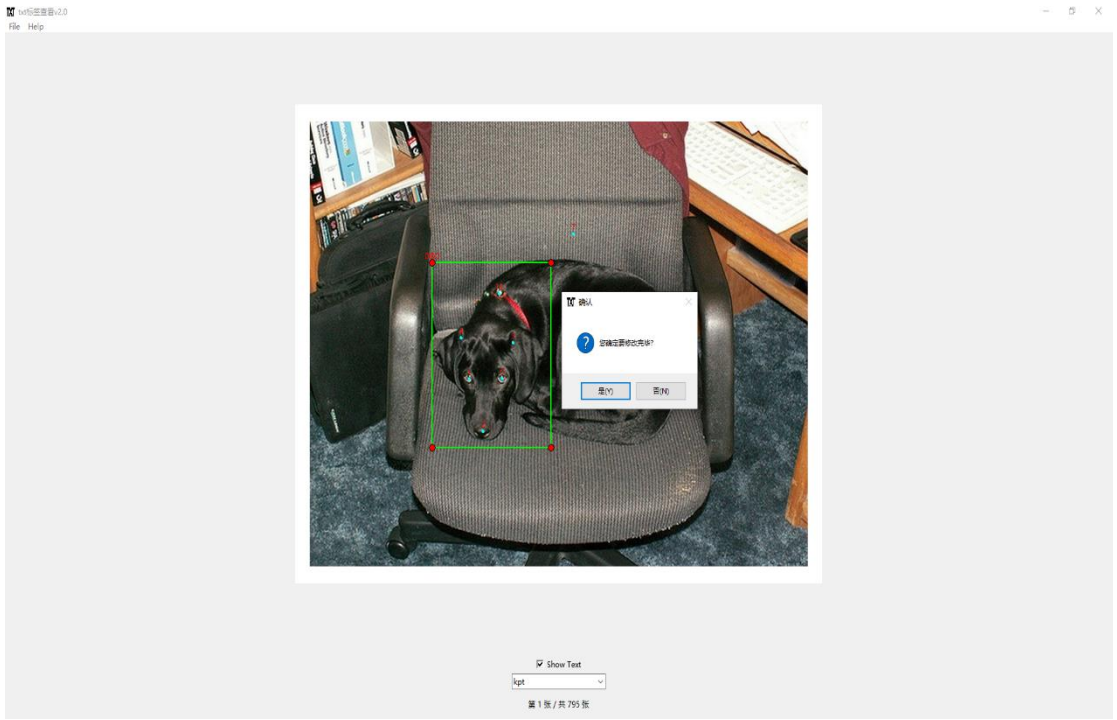 txt标签查看v2.0
File Help
确认
您确定要修改完毕?
是(Y) 否(N)
Show Text
kpt
第 1 张 / 共 795 张